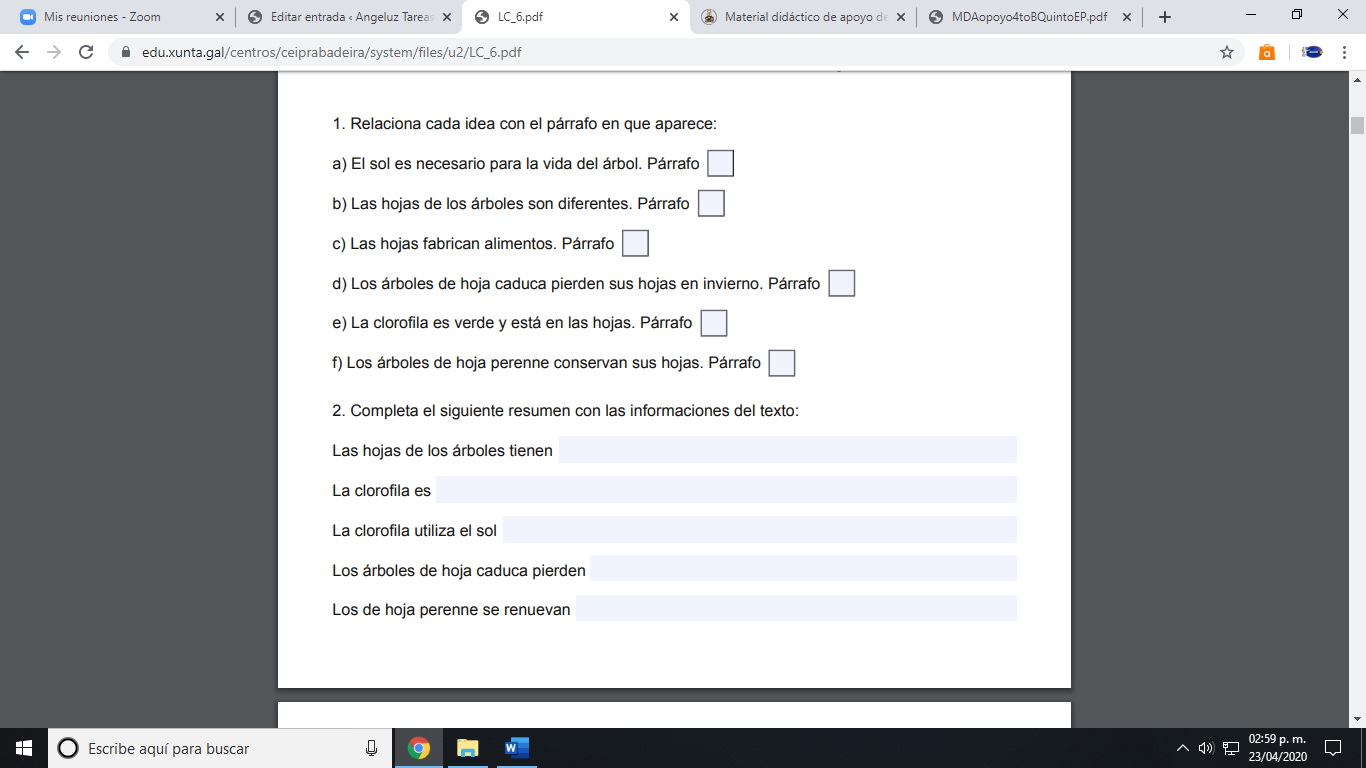 Mis reuniones - Zoom
Editar entrada ‹ Angeluz Tareas
LC_6.pdf
Material didáctico de apoyo de
MDAopoyo4toBQuintoEP.pdf
edu.xunta.gal/centros/ceiprabadeira/system/files/u2/LC_6.pdf
1. Relaciona cada idea con el párrafo en que aparece:
a) El sol es necesario para la vida del árbol. Párrafo
b) Las hojas de los árboles son diferentes. Párrafo
c) Las hojas fabrican alimentos. Párrafo
d) Los árboles de hoja caduca pierden sus hojas en invierno. Párrafo
e) La clorofila es verde y está en las hojas. Párrafo
f) Los árboles de hoja perenne conservan sus hojas. Párrafo
2. Completa el siguiente resumen con las informaciones del texto:
Las hojas de los árboles tienen
La clorofila es
La clorofila utiliza el sol
Los árboles de hoja caduca pierden
Los de hoja perenne se renuevan
Escribe aquí para buscar
02:59 p. m.
23/04/2020